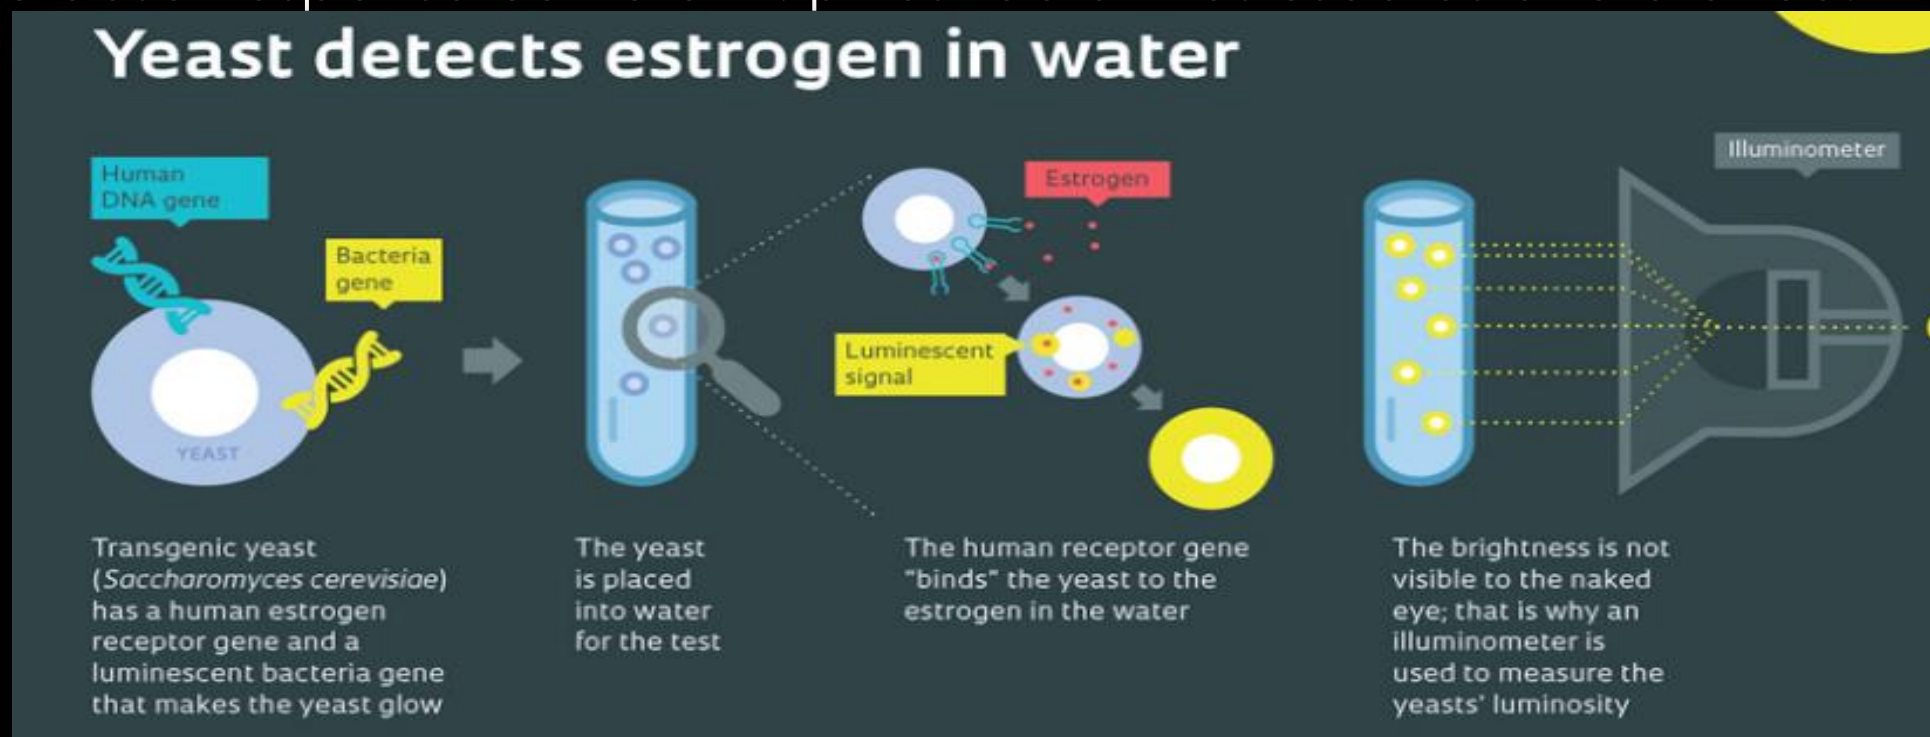 Yeast detects estrogen in water
Human
DNA gene
Bacteria
gene
YEAST
Estrogen
Luminescent
signal
Illuminometer
Transgenic yeast
(Saccharomyces cerevisiae)
has a human estrogen
receptor gene and a
luminescent bacteria gene
that makes the yeast glow
The yeast
is placed
into water
for the test
The human receptor gene
"binds" the yeast to the
estrogen in the water
The brightness is not
visible to the naked
eye; that is why an
illuminometer is
used to measure the
yeasts' luminosity